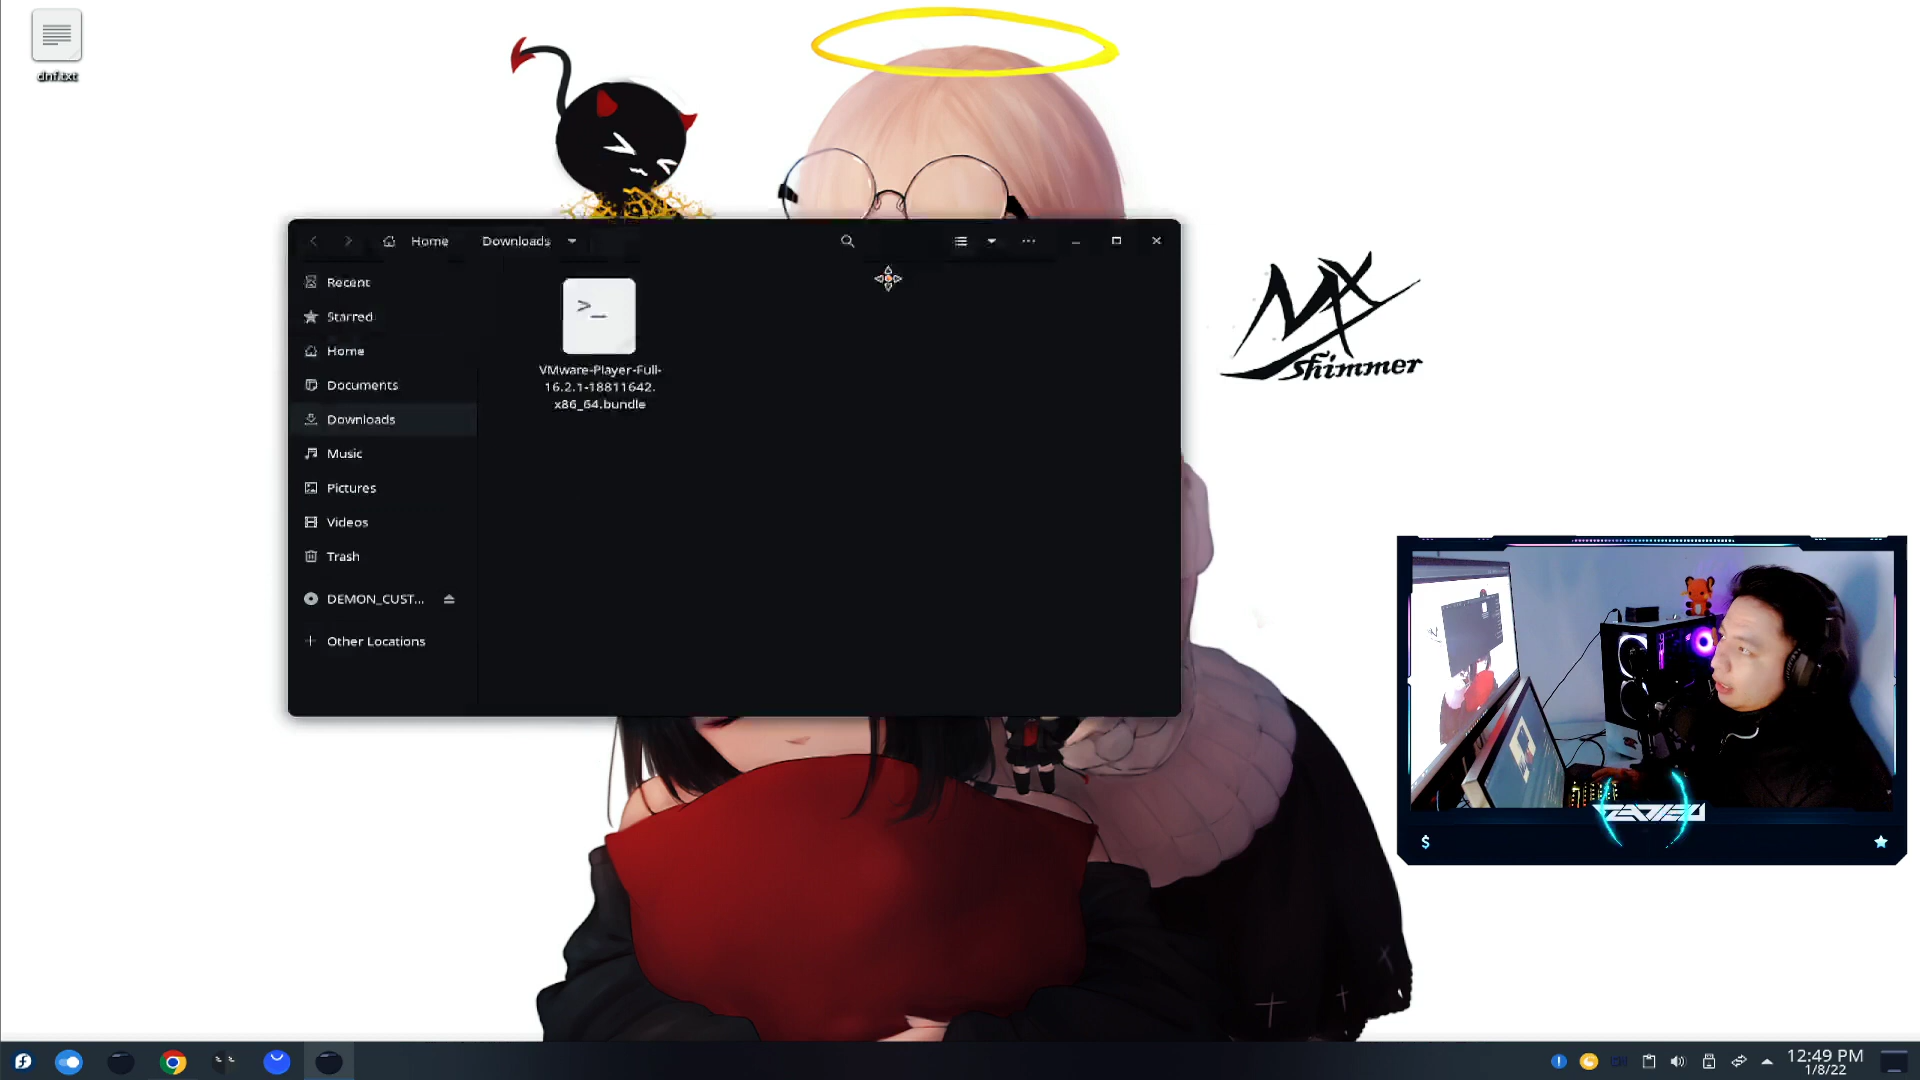 dnf.txt
Home
Downloads
Recent
Starred
Home
Documents
Downloads
Music
Pictures
Videos
Trash
DEMON_CUST...
Other Locations
>_
VMware-Player-Full-
16.2.1-18811642.
x86_64.bundle
Shimmer
12:49 PM
1/8/22